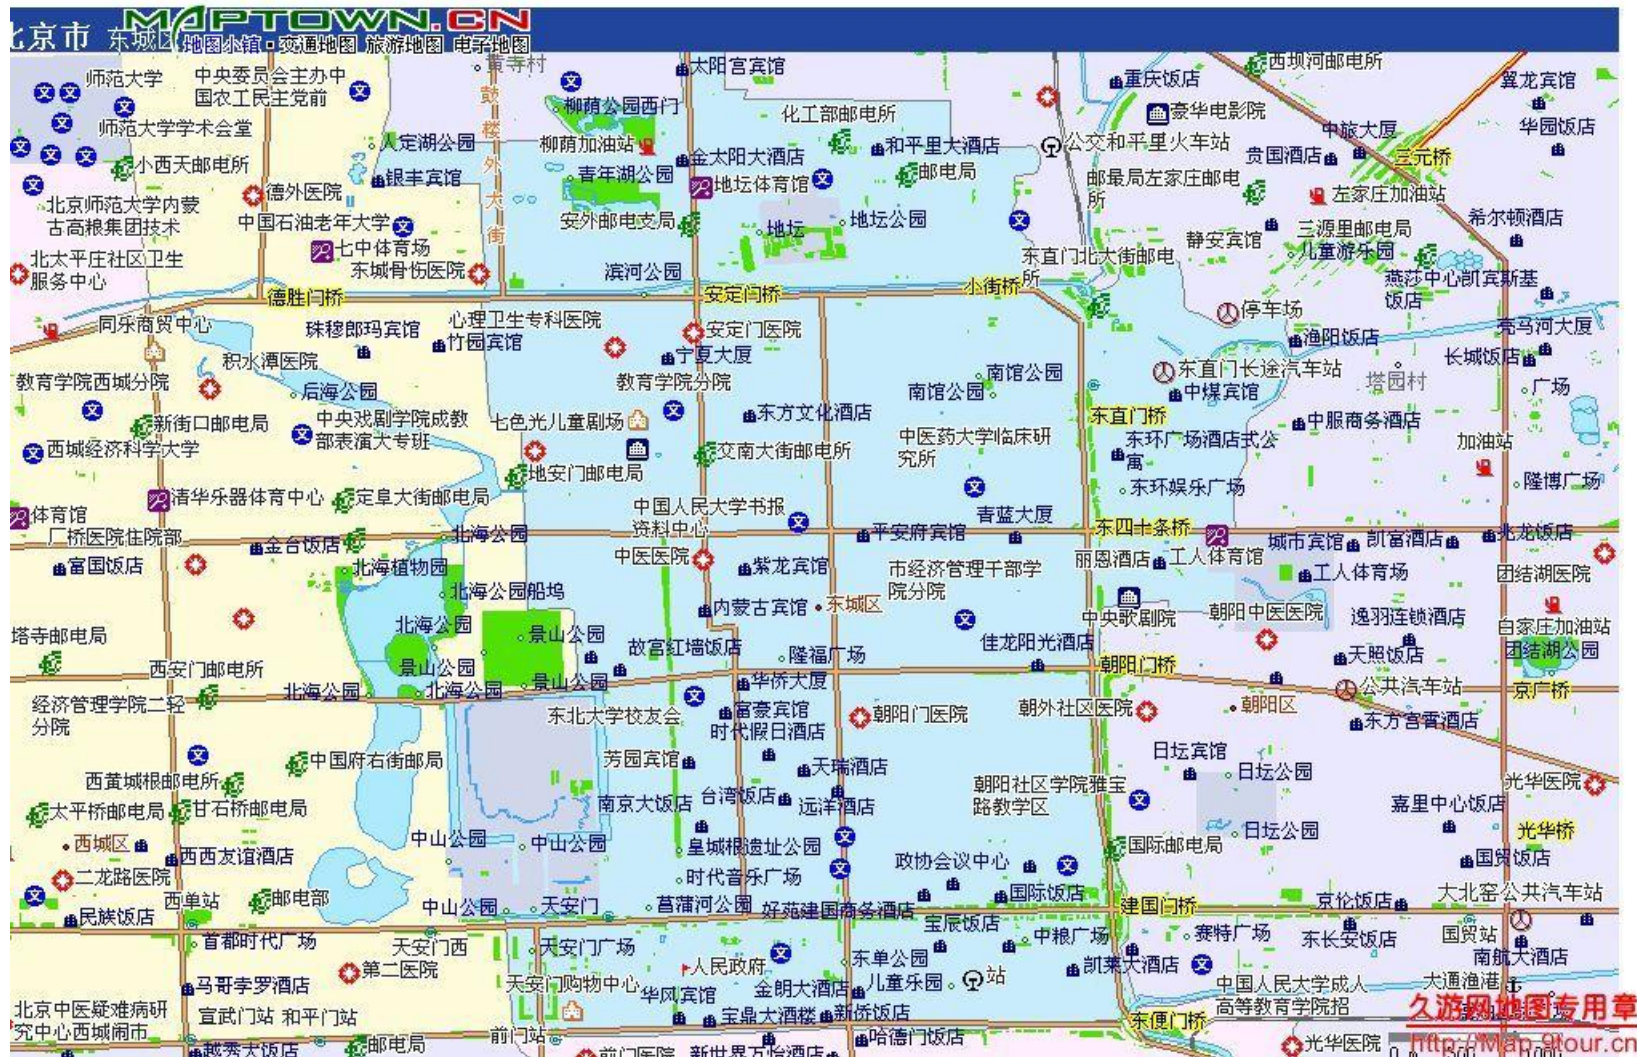 北京市 东城区
MAPTOWN.CN
地图小镇·交通地图 旅游地图 电子地图
师范大学
中央委员会主办中
国农工民主党前
黄寺村
太阳宫宾馆
重庆饭店
西坝河邮电所
翼龙宾馆
柳荫公园西门
化工部邮电所
豪华电影院
华园饭店
师范大学学术会堂
人定湖公园
柳荫加油站
金太阳大酒店
和平里大酒店
公交和平里火车站
中旅大厦
贵国酒店
三元桥
小西天邮电所
银丰宾馆
青年湖公园
地坛体育馆
邮电局
邮最局左家庄邮电
所
左家庄加油站
德外医院
鼓楼外大街
北京师范大学内蒙
古高粮集团技术
中国石油老年大学
安外邮电支局
地坛
地坛公园
希尔顿酒店
七中体育场
静安宾馆
三源里邮电局
儿童游乐园
北太平庄社区卫生
服务中心
东城骨伤医院
滨河公园
东直门北大街邮电
所
燕莎中心凯宾斯基
饭店
德胜门桥
安定门桥
小街桥
停车场
同乐商贸中心
珠穆郎玛宾馆
心理卫生专科医院
竹园宾馆
安定门医院
宁夏大厦
渔阳饭店
亮马河大厦
长城饭店
积水潭医院
东直门长途汽车站
塔园村
广场
教育学院西城分院
后海公园
教育学院分院
南馆公园
南馆公园
中煤宾馆
新街口邮电局
中央戏剧学院成教
部表演大专班
七色光儿童剧场
东方文化酒店
东直门桥
中服商务酒店
西城经济科学大学
地安门邮电局
交南大街邮电所
中医药大学临床研
究所
东环广场酒店式公
寓
加油站
清华乐器体育中心
定阜大街邮电局
东环娱乐广场
隆博广场
体育馆
厂桥医院住院部
中国人民大学书报
资料中心
青蓝大厦
东四十条桥
北海公园
平安府宾馆
金台饭店
中医医院
丽恩酒店
工人体育馆
城市宾馆
凯富酒店
兆龙饭店
富国饭店
北海植物园
紫龙宾馆
市经济管理干部学
院分院
工人体育场
团结湖医院
北海公园船坞
内蒙古宾馆
东城区
中央歌剧院
朝阳中医医院
逸羽连锁酒店
白家庄加油站
塔寺邮电局
北海公园
景山公园
故宫红墙饭店
隆福广场
佳龙阳光酒店
天照饭店
团结湖公园
西安门邮电所
景山公园
朝阳门桥
北海公园
北海公园
景山公园
华侨大厦
公共汽车站
京广桥
经济管理学院二轻
分院
东北大学校友会
富豪宾馆
时代假日酒店
朝阳门医院
朝外社区医院
朝阳区
东方宫霄酒店
中国府右街邮电局
芳园宾馆
天瑞酒店
日坛宾馆
日坛公园
西黄城根邮电所
朝阳社区学院雅宝
路教学区
光华医院
太平桥邮电局
甘石桥邮电局
南京大饭店
台湾饭店
远洋酒店
嘉里中心饭店
西城区
中山公园
中山公园
皇城根遗址公园
日坛公园
光华桥
西西友谊酒店
政协会议中心
国际邮电局
国贸饭店
二龙路医院
时代音乐广场
西单站
邮电部
国际饭店
大北窑公共汽车站
民族饭店
中山公园
天安门
菖蒲河公园
好苑建国商务酒店
建国门桥
京伦饭店
首都时代广场
天安门西
天安门广场
宝辰饭店
中粮广场
赛特广场
东长安饭店
国贸站
第二医院
人民政府
东单公园
凯莱大酒店
南航大酒店
马哥孛罗酒店
天安门购物中心
华风宾馆
金朗大酒店
儿童乐园
站
中国人民大学成人
高等教育学院招
大通渔港
北京中医疑难病研
究中心西城闹市
宣武门站
和平门站
宝鼎大酒楼
新侨饭店
东便门桥
久游网地图专用章
前门站
越秀大饭店
邮电局
前门医院
新世界万怡酒店
哈德门饭店
光华医院
http://Map.9tour.cn